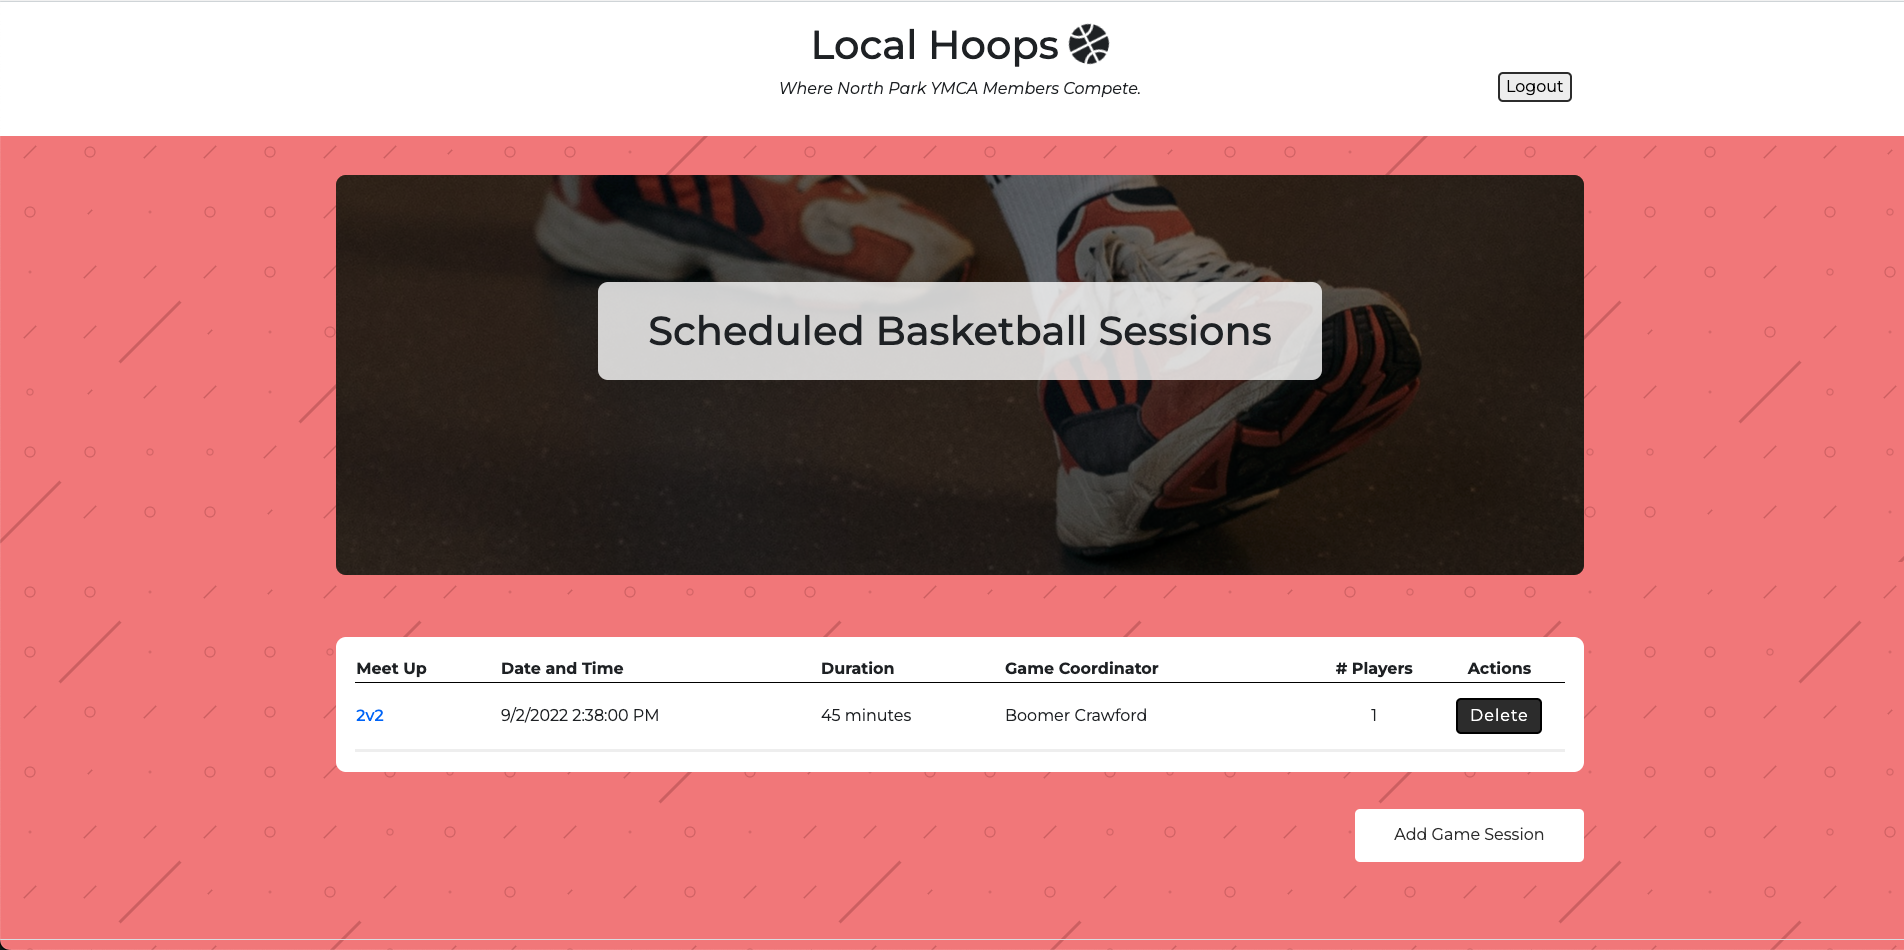 Local Hoops
Where North Park YMCA Members Compete.
Logout
Scheduled Basketball Sessions
Meet Up Date and Time Duration Game Coordinator # Players Actions
2v2 9/2/2022 2:38:00 PM 45 minutes Boomer Crawford 1 Delete
Add Game Session